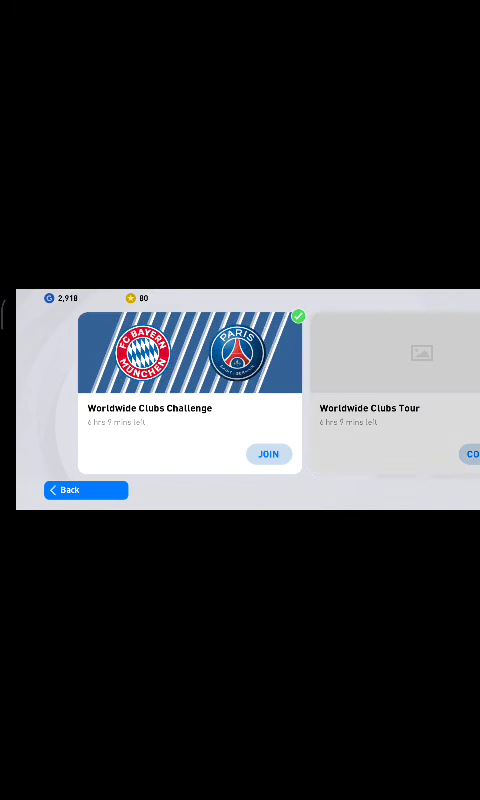 2,918
80
FC BAYERN
MÜNCHEN
PARIS
SAINT-GERMAIN
Worldwide Clubs Challenge
6 hrs 9 mins left
JOIN
Worldwide Clubs Tour
6 hrs 9 mins left
CO
Back